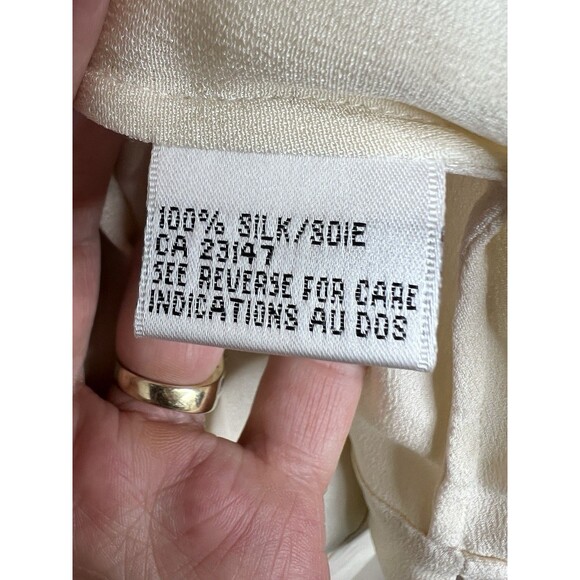 100% SILK/SOIE
CA 23147
SEE REVERSE FOR CARE
INDICATIONS AU DOS